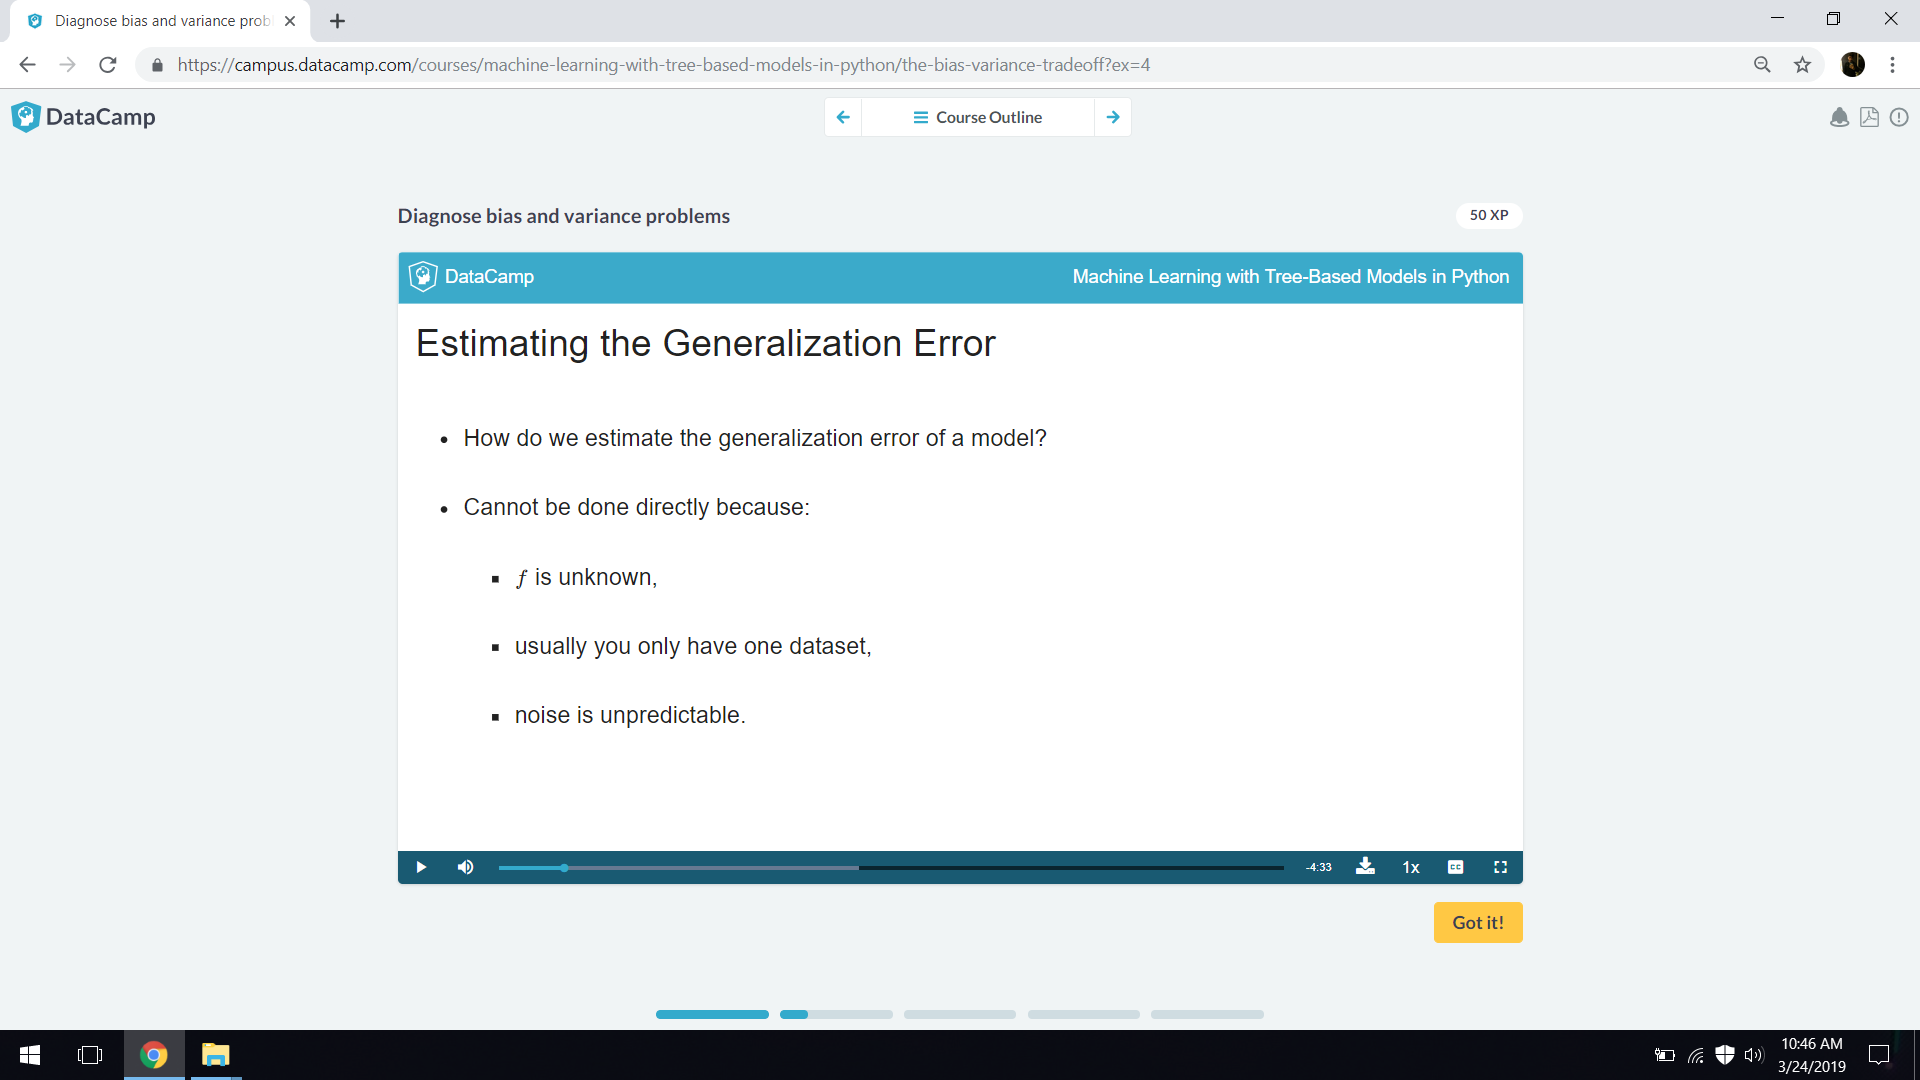 Diagnose bias and variance prob
https://campus.datacamp.com/courses/machine-learning-with-tree-based-models-in-python/the-bias-variance-tradeoff?ex=4
DataCamp
Course Outline
Diagnose bias and variance problems
50 XP
DataCamp
Machine Learning with Tree-Based Models in Python
Estimating the Generalization Error
• How do we estimate the generalization error of a model?
• Cannot be done directly because:
▪ f is unknown,
▪ usually you only have one dataset,
▪ noise is unpredictable.
-4:33
1x
CC
Got it!
10:46 AM
3/24/2019